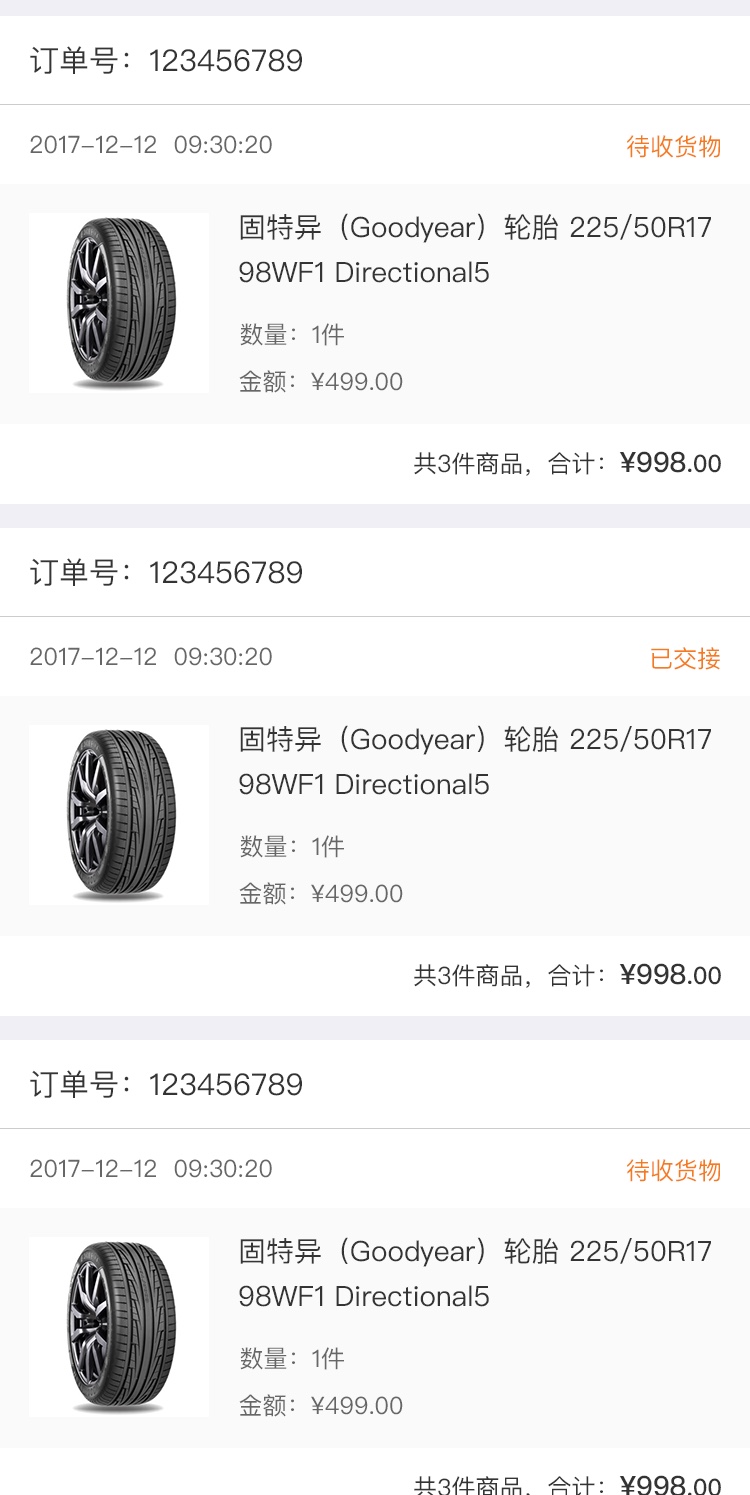 订单号：123456789
2017-12-12 09:30:20 待收货物
固特异（Goodyear）轮胎 225/50R17
98WF1 Directional5
数量：1件
金额：¥499.00
共3件商品，合计：¥998.00
订单号：123456789
2017-12-12 09:30:20 已交接
固特异（Goodyear）轮胎 225/50R17
98WF1 Directional5
数量：1件
金额：¥499.00
共3件商品，合计：¥998.00
订单号：123456789
2017-12-12 09:30:20 待收货物
固特异（Goodyear）轮胎 225/50R17
98WF1 Directional5
数量：1件
金额：¥499.00
共3件商品，合计：¥998.00